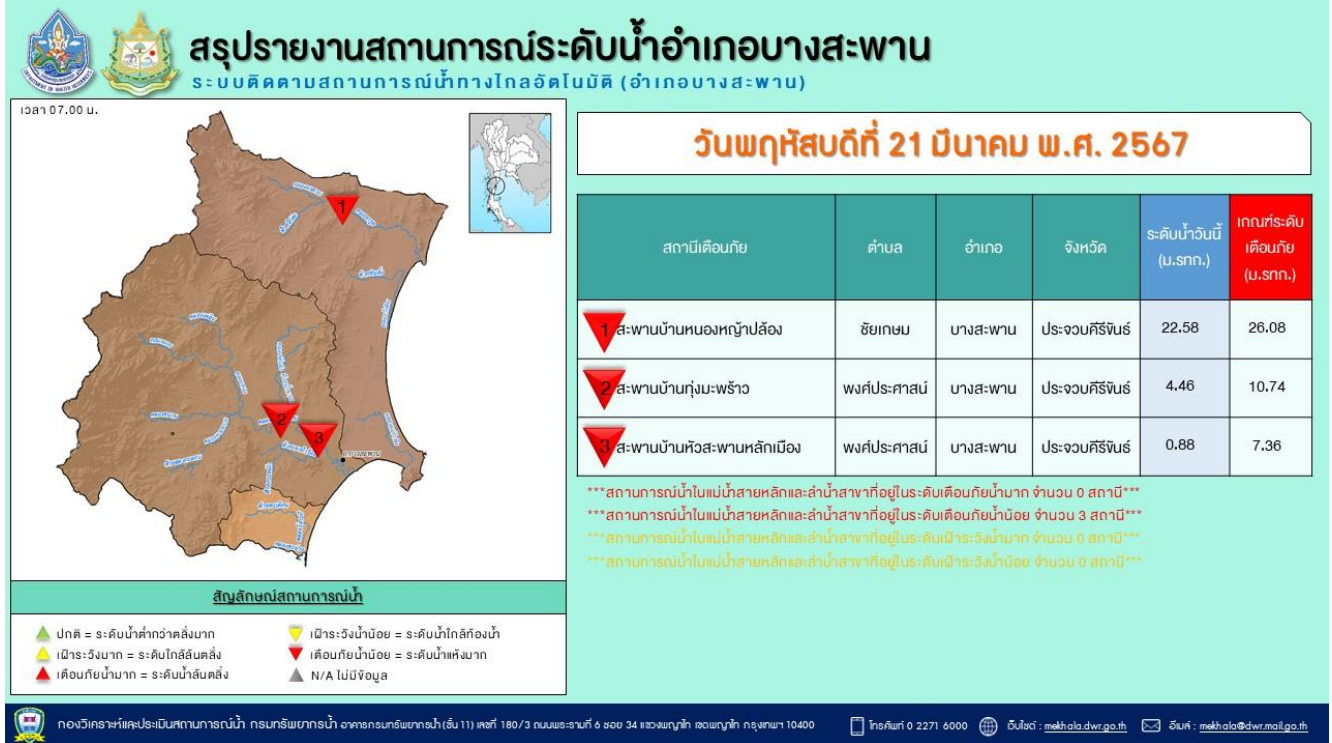 สรุปรายงานสถานการณ์ระดับน้ำอำเภอบางสะพาน
ระบบติดตามสถานการณ์น้ำทางไกลอัตโนมัติ (อำเภอบางสะพาน)
เวลา 07.00 น.
วันพฤหัสบดีที่ 21 มีนาคม พ.ศ. 2567
สถานีเตือนภัย ตำบล อำเภอ จังหวัด ระดับน้ำวันนี้ (ม.รทก.) เกณฑ์ระดับเตือนภัย (ม.รทก.)
1 สะพานบ้านหนองหญ้าปล้อง ชัยเกษม บางสะพาน ประจวบคีรีขันธ์ 22.58 26.08
2 สะพานบ้านทุ่งมะพร้าว พงศ์ประศาสน์ บางสะพาน ประจวบคีรีขันธ์ 4.46 10.74
3 สะพานบ้านหัวสะพานหลักเมือง พงศ์ประศาสน์ บางสะพาน ประจวบคีรีขันธ์ 0.88 7.36
***สถานการณ์น้ำในแม่น้ำสายหลักและลำน้ำสาขาที่อยู่ในระดับเตือนภัยน้ำมาก จำนวน 0 สถานี***
***สถานการณ์น้ำในแม่น้ำสายหลักและลำน้ำสาขาที่อยู่ในระดับเตือนภัยน้ำน้อย จำนวน 3 สถานี***
***สถานการณ์น้ำในแม่น้ำสายหลักและลำน้ำสาขาที่อยู่ในระดับเฝ้าระวังน้ำมาก จำนวน 0 สถานี***
***สถานการณ์น้ำในแม่น้ำสายหลักและลำน้ำสาขาที่อยู่ในระดับเฝ้าระวังน้ำน้อย จำนวน 0 สถานี***
1
2
3
สัญลักษณ์สถานการณ์น้ำ
ปกติ = ระดับน้ำต่ำกว่าตลิ่งมาก
เฝ้าระวังมาก = ระดับใกล้ล้นตลิ่ง
เตือนภัยน้ำมาก = ระดับน้ำล้นตลิ่ง
เฝ้าระวังน้ำน้อย = ระดับน้ำใกล้ท้องน้ำ
เตือนภัยน้ำน้อย = ระดับน้ำแห้งมาก
N/A ไม่มีข้อมูล
กองวิเคราะห์และประเมินสถานการณ์น้ำ กรมทรัพยากรน้ำ อาคารกรมทรัพยากรน้ำ (ชั้น 11) เลขที่ 180/3 ถนนพระรามที่ 6 ซอย 34 แขวงพญาไท เขตพญาไท กรุงเทพฯ 10400 โทรศัพท์ 0 2271 6000 เว็บไซต์ : mekhala.dwr.go.th อีเมล์ : mekhala@dwr.mail.go.th